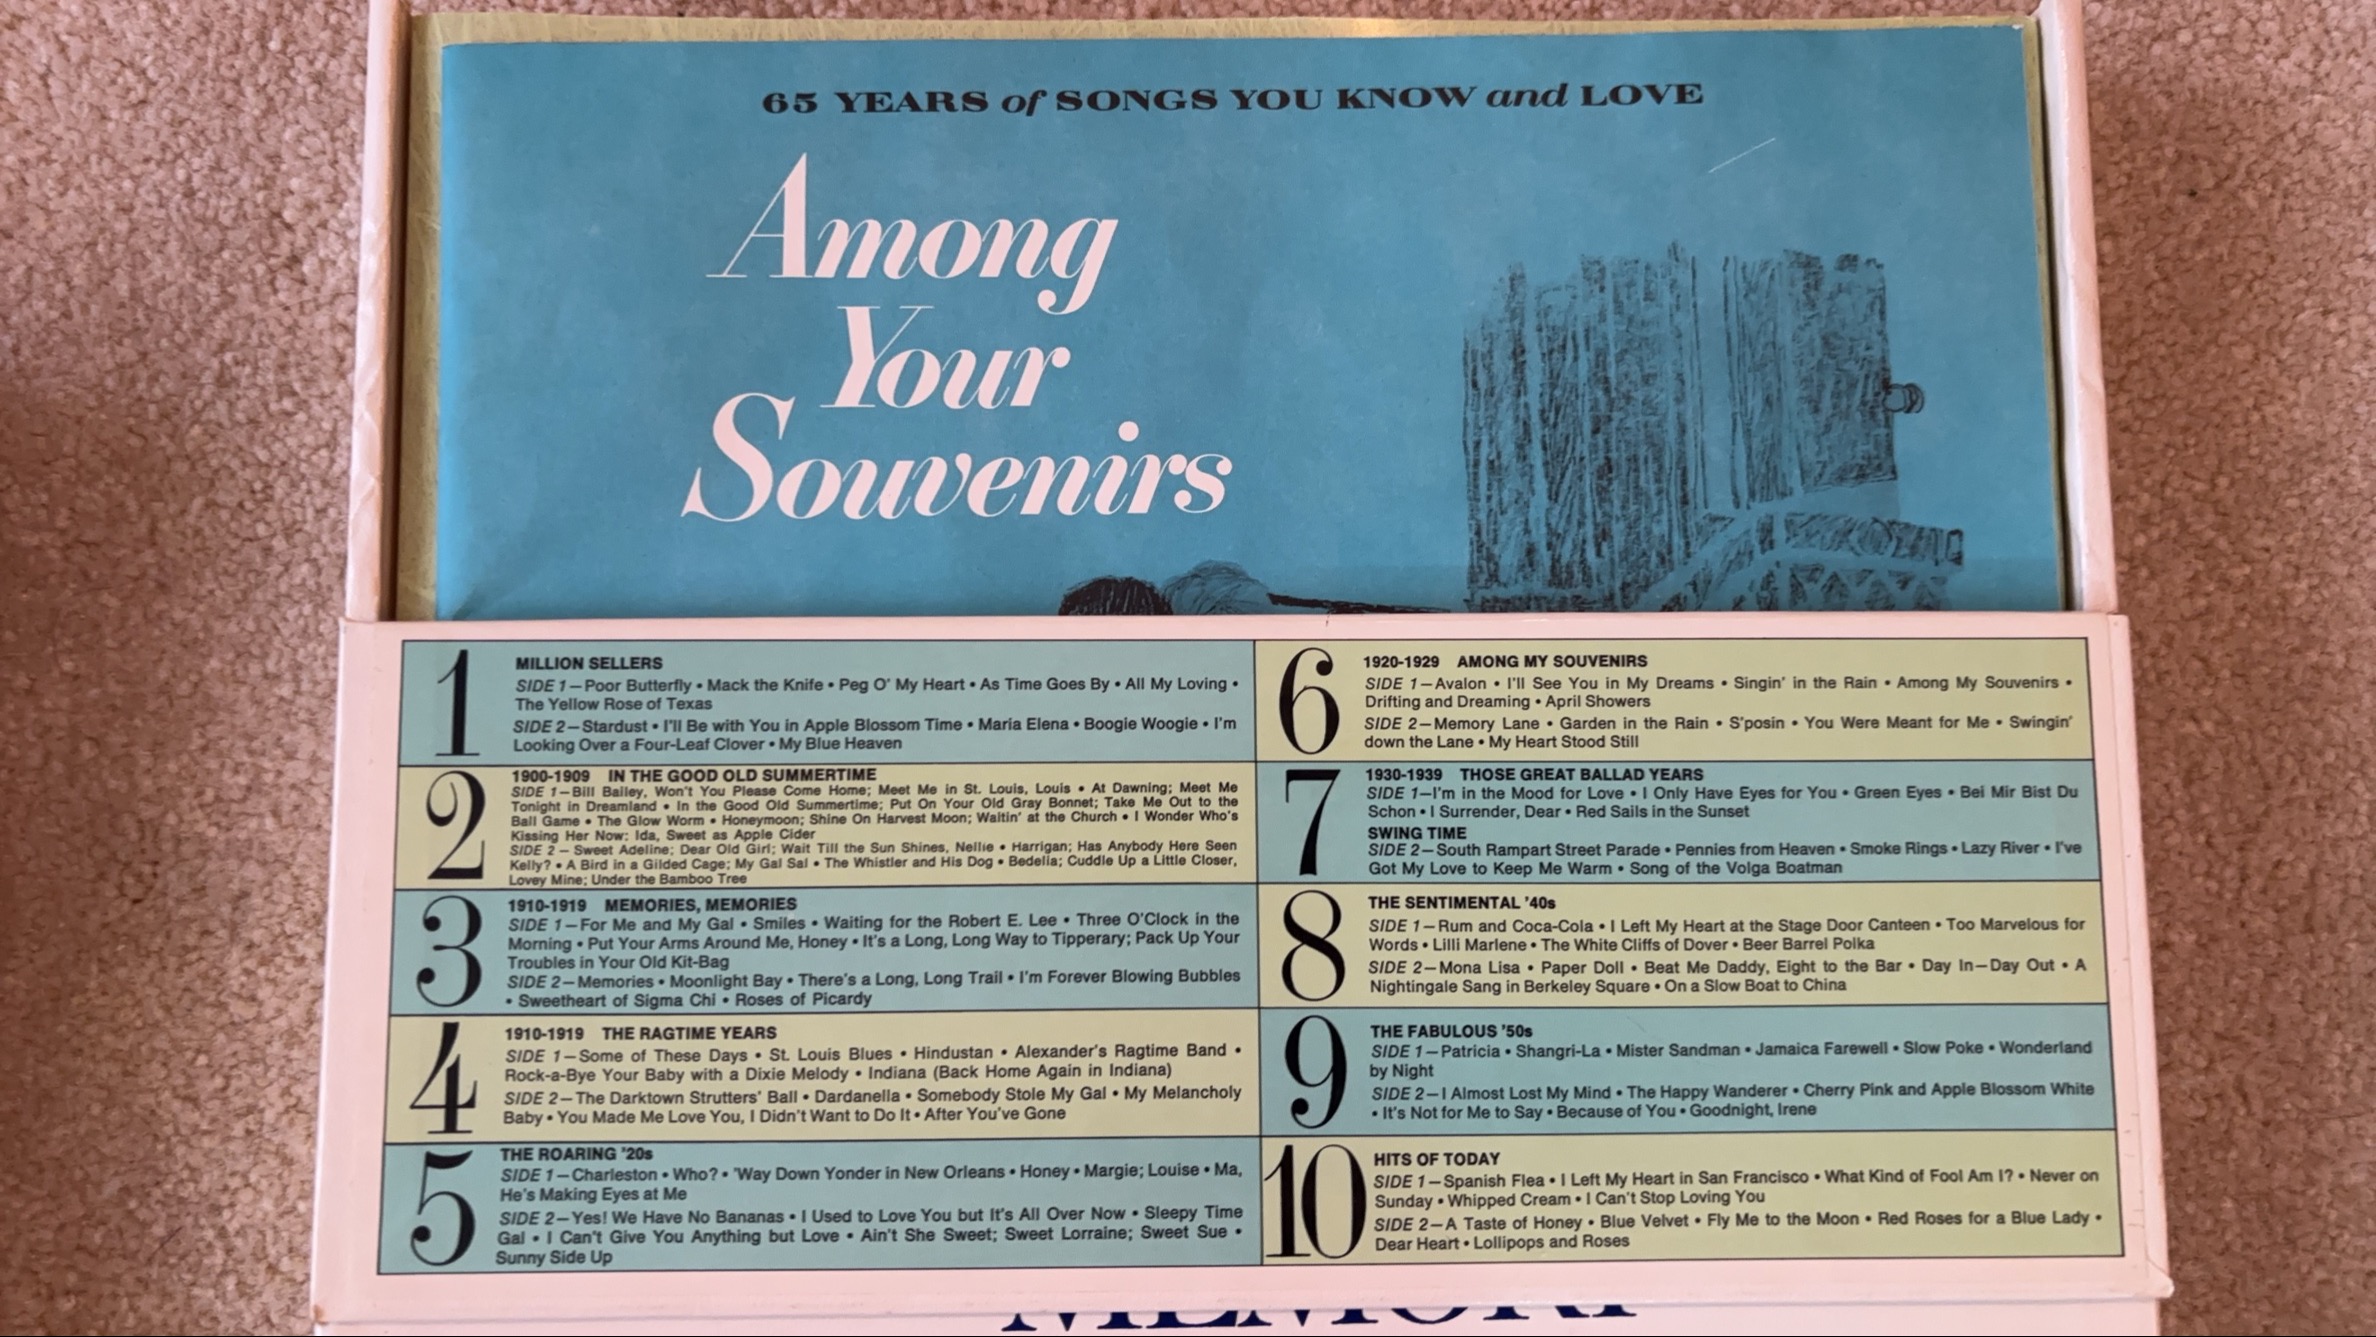 65 YEARS of SONGS YOU KNOW and LOVE
Among
Your
Souvenirs
1
MILLION SELLERS
SIDE 1—Poor Butterfly • Mack the Knife • Peg O' My Heart • As Time Goes By • All My Loving •
The Yellow Rose of Texas
SIDE 2—Stardust • I'll Be with You in Apple Blossom Time • Maria Elena • Boogie Woogie • I'm
Looking Over a Four-Leaf Clover • My Blue Heaven
2
1900-1909 IN THE GOOD OLD SUMMERTIME
SIDE 1—Bill Bailey, Won't You Please Come Home; Meet Me in St. Louis, Louis • At Dawning; Meet Me
Tonight in Dreamland • In the Good Old Summertime; Put On Your Old Gray Bonnet; Take Me Out to the
Ball Game • The Glow Worm • Honeymoon; Shine On Harvest Moon; Waitin' at the Church • I Wonder Who's
Kissing Her Now; Ida, Sweet as Apple Cider
SIDE 2 — Sweet Adeline; Dear Old Girl; Wait Till the Sun Shines, Nellie • Harrigan; Has Anybody Here Seen
Kelly? • A Bird in a Gilded Cage; My Gal Sal • The Whistler and His Dog • Bedelia; Cuddle Up a Little Closer,
Lovey Mine; Under the Bamboo Tree
3
1910-1919 MEMORIES, MEMORIES
SIDE 1—For Me and My Gal • Smiles • Waiting for the Robert E. Lee • Three O'Clock in the
Morning • Put Your Arms Around Me, Honey • It's a Long, Long Way to Tipperary; Pack Up Your
Troubles in Your Old Kit-Bag
SIDE 2—Memories • Moonlight Bay • There's a Long, Long Trail • I'm Forever Blowing Bubbles
• Sweetheart of Sigma Chi • Roses of Picardy
4
1910-1919 THE RAGTIME YEARS
SIDE 1—Some of These Days • St. Louis Blues • Hindustan • Alexander's Ragtime Band •
Rock-a-Bye Your Baby with a Dixie Melody • Indiana (Back Home Again in Indiana)
SIDE 2—The Darktown Strutters' Ball • Dardanella • Somebody Stole My Gal • My Melancholy
Baby • You Made Me Love You, I Didn't Want to Do It • After You've Gone
5
THE ROARING '20s
SIDE 1—Charleston • Who? • 'Way Down Yonder in New Orleans • Honey • Margie; Louise • Ma,
He's Making Eyes at Me
SIDE 2—Yes! We Have No Bananas • I Used to Love You but It's All Over Now • Sleepy Time
Gal • I Can't Give You Anything but Love • Ain't She Sweet; Sweet Lorraine; Sweet Sue •
Sunny Side Up
6
1920-1929 AMONG MY SOUVENIRS
SIDE 1—Avalon • I'll See You in My Dreams • Singin' in the Rain • Among My Souvenirs •
Drifting and Dreaming • April Showers
SIDE 2—Memory Lane • Garden in the Rain • S'posin • You Were Meant for Me • Swingin'
down the Lane • My Heart Stood Still
7
1930-1939 THOSE GREAT BALLAD YEARS
SIDE 1—I'm in the Mood for Love • I Only Have Eyes for You • Green Eyes • Bei Mir Bist Du
Schon • I Surrender, Dear • Red Sails in the Sunset
SWING TIME
SIDE 2—South Rampart Street Parade • Pennies from Heaven • Smoke Rings • Lazy River • I've
Got My Love to Keep Me Warm • Song of the Volga Boatman
8
THE SENTIMENTAL '40s
SIDE 1—Rum and Coca-Cola • I Left My Heart at the Stage Door Canteen • Too Marvelous for
Words • Lilli Marlene • The White Cliffs of Dover • Beer Barrel Polka
SIDE 2—Mona Lisa • Paper Doll • Beat Me Daddy, Eight to the Bar • Day In—Day Out • A
Nightingale Sang in Berkeley Square • On a Slow Boat to China
9
THE FABULOUS '50s
SIDE 1—Patricia • Shangri-La • Mister Sandman • Jamaica Farewell • Slow Poke • Wonderland
by Night
SIDE 2—I Almost Lost My Mind • The Happy Wanderer • Cherry Pink and Apple Blossom White
• It's Not for Me to Say • Because of You • Goodnight, Irene
10
HITS OF TODAY
SIDE 1—Spanish Flea • I Left My Heart in San Francisco • What Kind of Fool Am I? • Never on
Sunday • Whipped Cream • I Can't Stop Loving You
SIDE 2—A Taste of Honey • Blue Velvet • Fly Me to the Moon • Red Roses for a Blue Lady •
Dear Heart • Lollipops and Roses